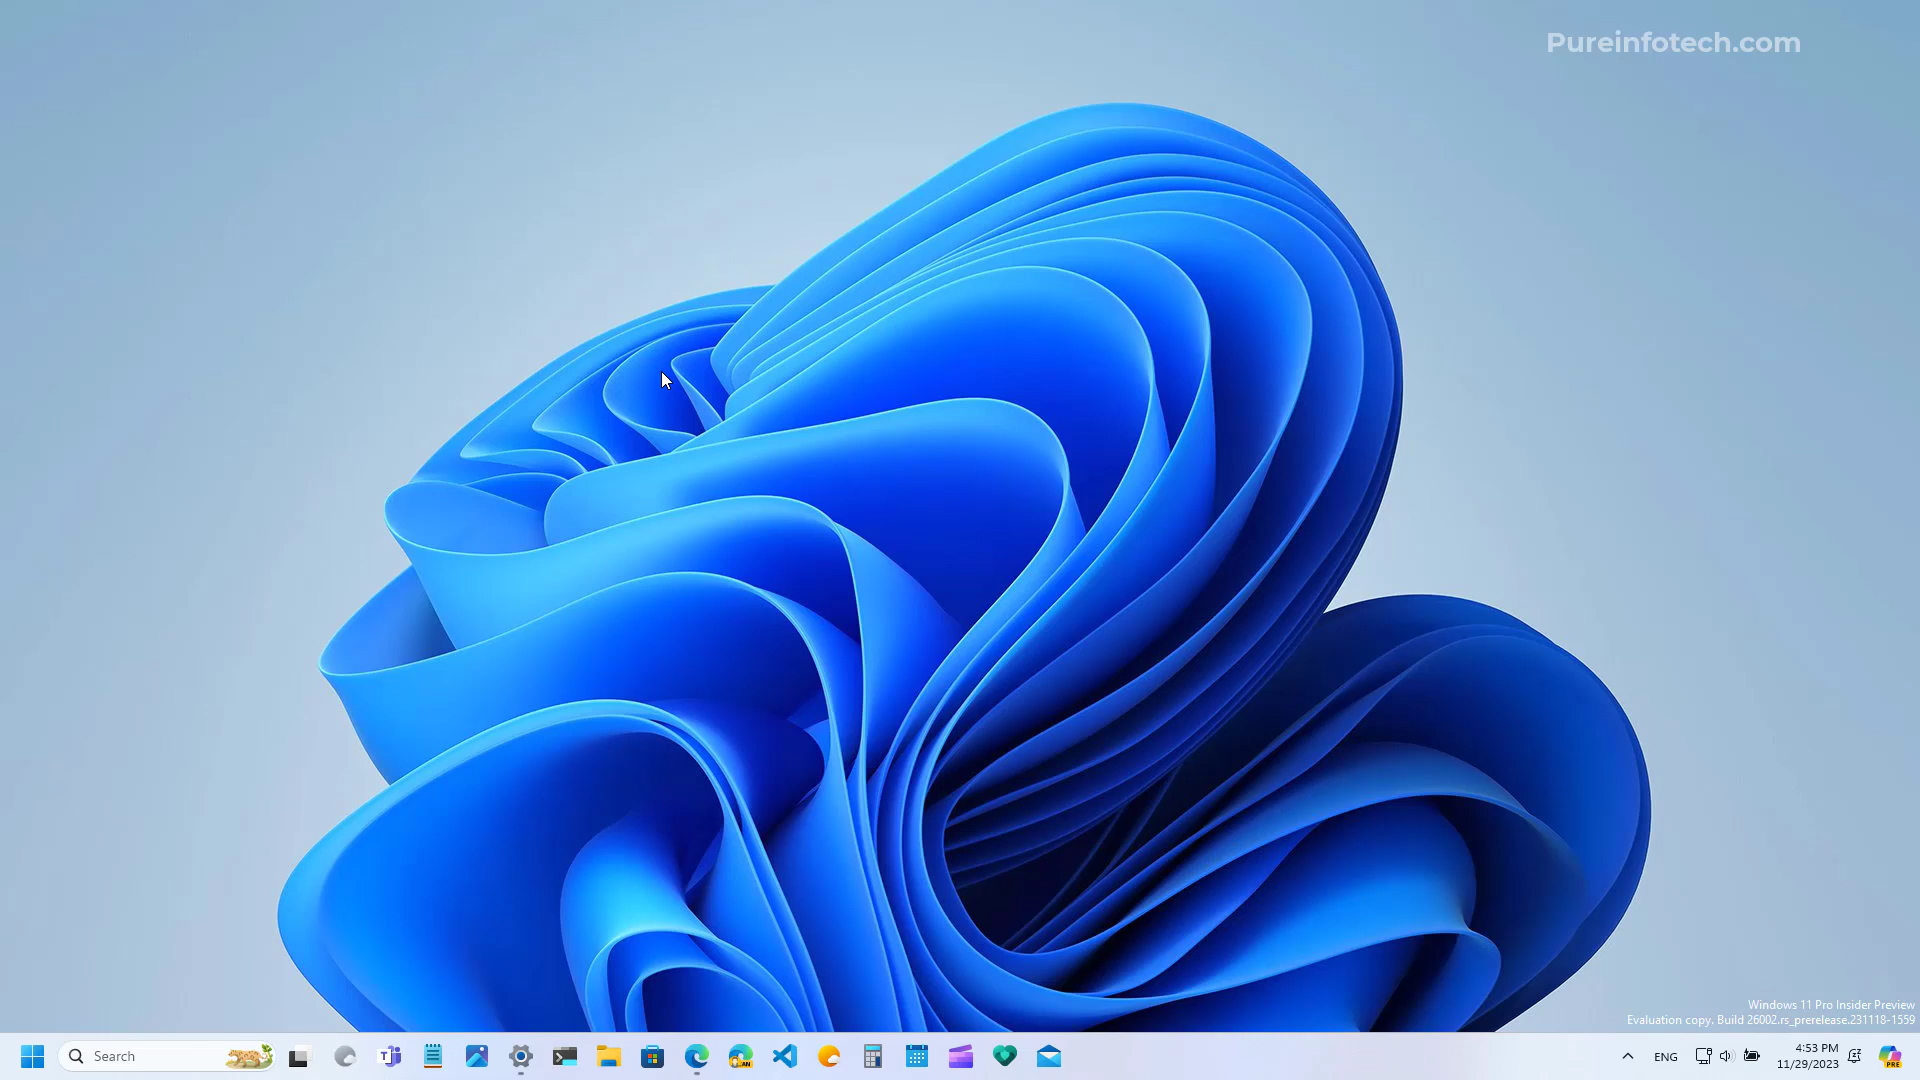 Pureinfotech.com
Windows 11 Pro Insider Preview
Evaluation copy. Build 26002.rs_prerelease.231118-1559
Search
ENG
4:53 PM
11/29/2023
PRE